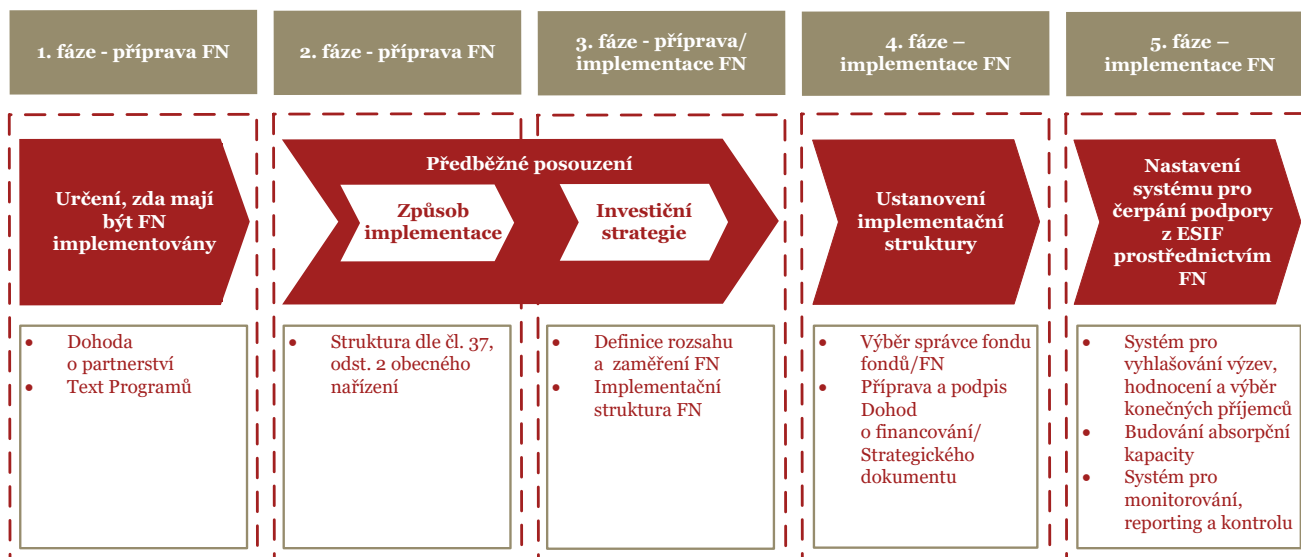 1. fáze - příprava FN
2. fáze - příprava FN
3. fáze - příprava/
implementace FN
4. fáze –
implementace FN
5. fáze –
implementace FN
Určení, zda mají
být FN
implementovány
Předběžné posouzení
Způsob
implementace
Investiční
strategie
Ustanovení
implementační
struktury
Nastavení
systému pro
čerpání podpory
z ESIF
prostřednictvím
FN
• Dohoda
o partnerství
• Text Programů
• Struktura dle čl. 37,
odst. 2 obecného
nařízení
• Definice rozsahu
a zaměření FN
• Implementační
struktura FN
• Výběr správce fondu
fondů/FN
• Příprava a podpis
Dohod
o financování/
Strategického
dokumentu
• Systém pro
vyhlašování výzev,
hodnocení a výběr
konečných příjemců
• Budování absorpční
kapacity
• Systém pro
monitorování,
reporting a kontrolu